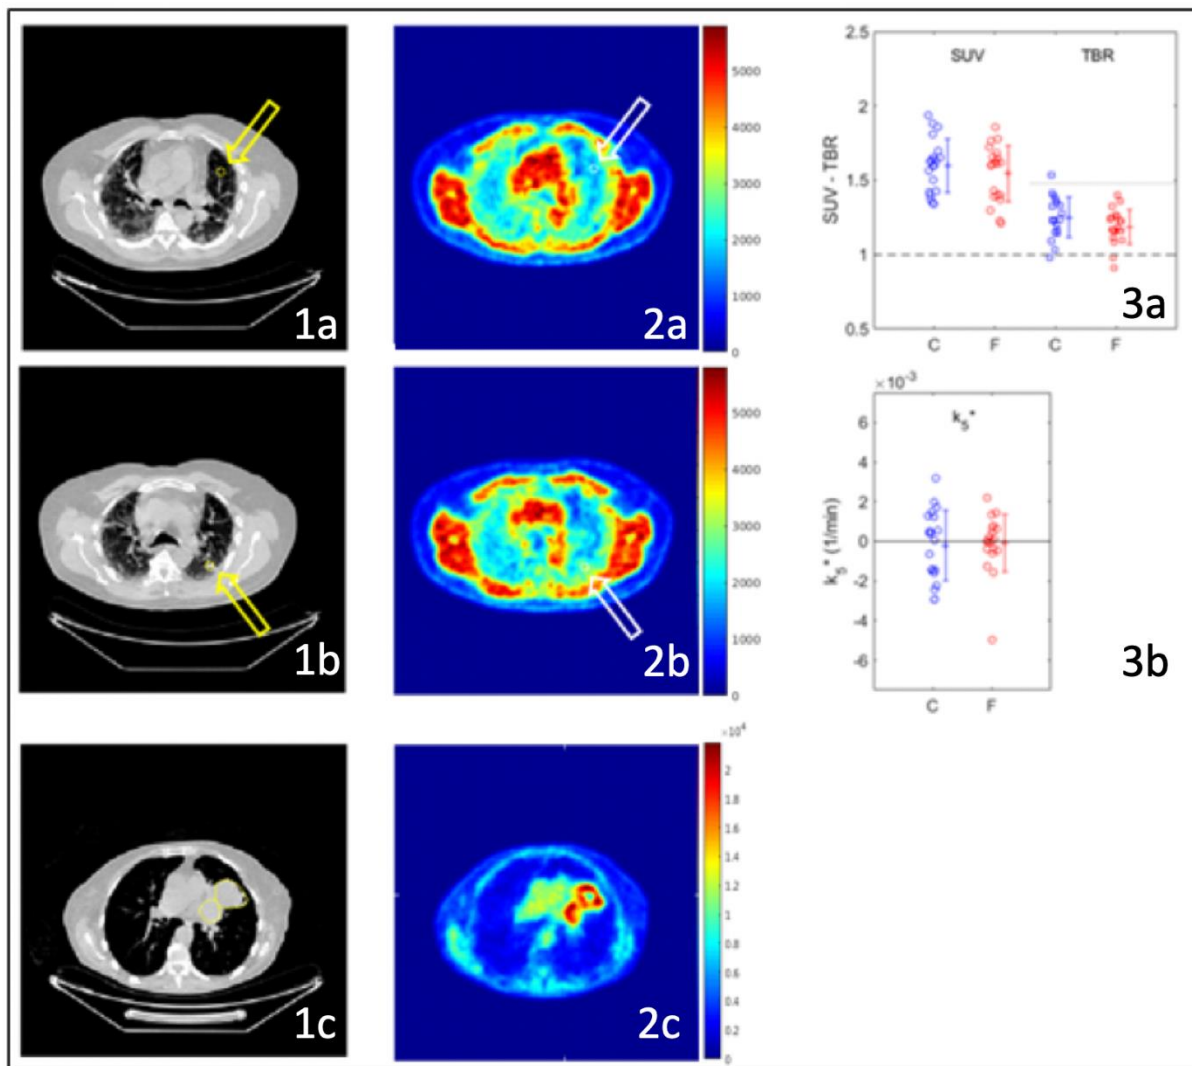 1a
5000
4000
3000
2000
1000
0
2a
2.5
2
1.5
1
0.5
SUV - TBR
SUV
TBR
C F C F
3a
1b
5000
4000
3000
2000
1000
0
2b
×10⁻³
6
4
2
0
-2
-4
-6
k₅* (1/min)
k₅*
C F
3b
1c
×10⁴
2
1.8
1.6
1.4
1.2
1
0.8
0.6
0.4
0.2
0
2c